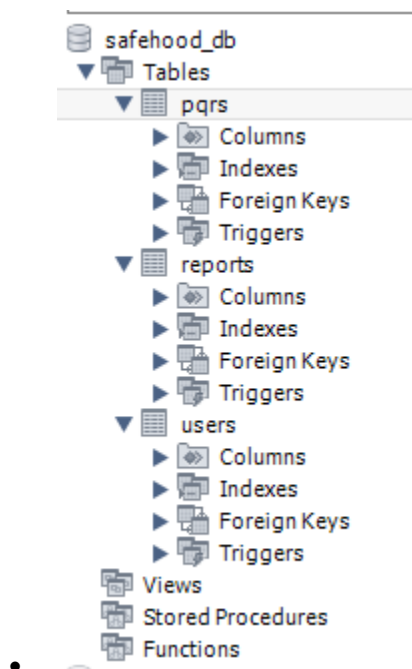 safehood_db
Tables
pqrs
Columns
Indexes
Foreign Keys
Triggers
reports
Columns
Indexes
Foreign Keys
Triggers
users
Columns
Indexes
Foreign Keys
Triggers
Views
Stored Procedures
Functions